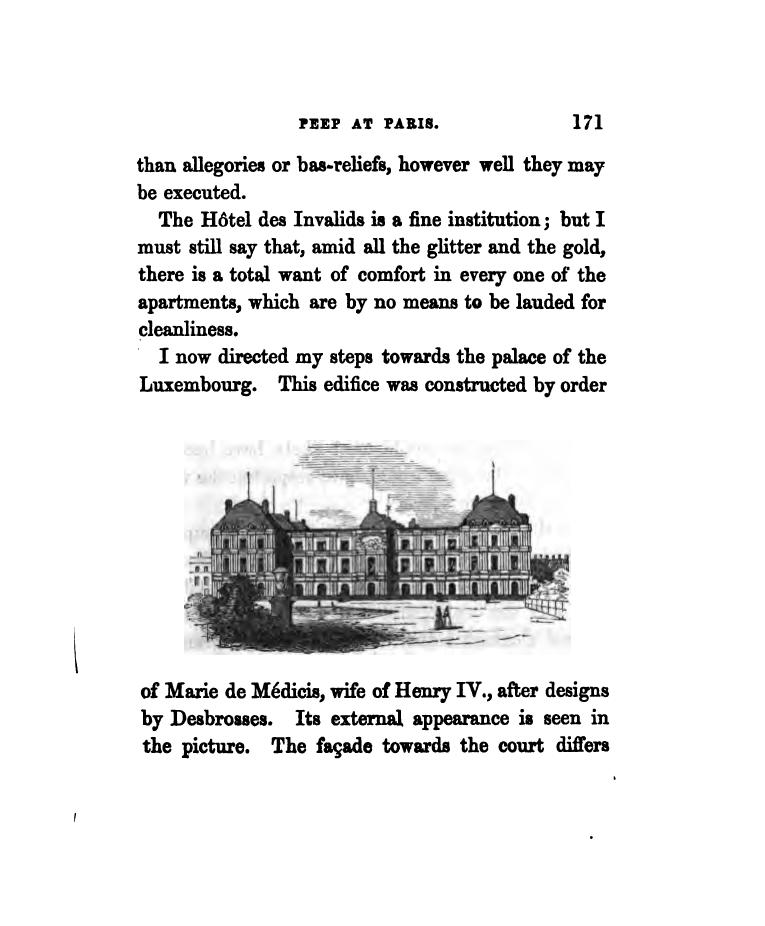 PEEP AT PARIS. 171
than allegories or bas-reliefs, however well they may
be executed.
The Hôtel des Invalids is a fine institution; but I
must still say that, amid all the glitter and the gold,
there is a total want of comfort in every one of the
apartments, which are by no means to be lauded for
cleanliness.
I now directed my steps towards the palace of the
Luxembourg. This edifice was constructed by order
of Marie de Médicis, wife of Henry IV., after designs
by Desbrosses. Its external appearance is seen in
the picture. The façade towards the court differs